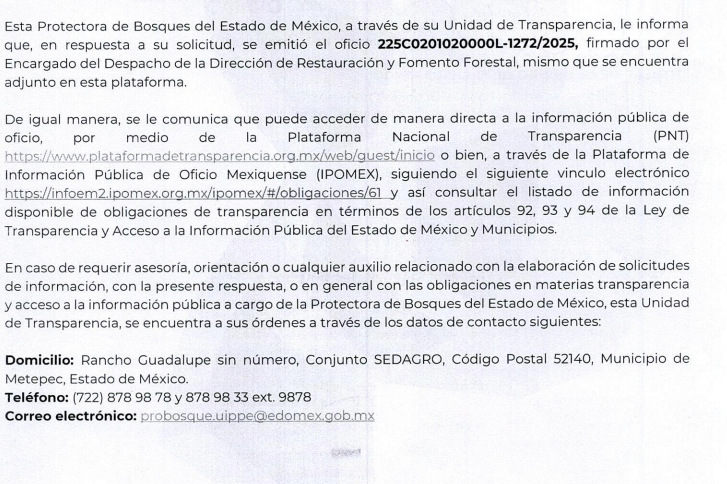 Esta Protectora de Bosques del Estado de México, a través de su Unidad de Transparencia, le informa
que, en respuesta a su solicitud, se emitió el oficio 225C0201020000L-1272/2025, firmado por el
Encargado del Despacho de la Dirección de Restauración y Fomento Forestal, mismo que se encuentra
adjunto en esta plataforma.
De igual manera, se le comunica que puede acceder de manera directa a la información pública de
oficio, por medio de la Plataforma Nacional de Transparencia (PNT)
https://www.plataformadetransparencia.org.mx/web/guest/inicio o bien, a través de la Plataforma de
Información Pública de Oficio Mexiquense (IPOMEX), siguiendo el siguiente vinculo electrónico
https://infoem2.ipomex.org.mx/ipomex/#/obligaciones/61 y así consultar el listado de información
disponible de obligaciones de transparencia en términos de los artículos 92, 93 y 94 de la Ley de
Transparencia y Acceso a la Información Pública del Estado de México y Municipios.
En caso de requerir asesoría, orientación o cualquier auxilio relacionado con la elaboración de solicitudes
de información, con la presente respuesta, o en general con las obligaciones en materias transparencia
y acceso a la información pública a cargo de la Protectora de Bosques del Estado de México, esta Unidad
de Transparencia, se encuentra a sus órdenes a través de los datos de contacto siguientes:
Domicilio: Rancho Guadalupe sin número, Conjunto SEDAGRO, Código Postal 52140, Municipio de
Metepec, Estado de México.
Teléfono: (722) 878 98 78 y 878 98 33 ext. 9878
Correo electrónico: probosque.uippe@edomex.gob.mx